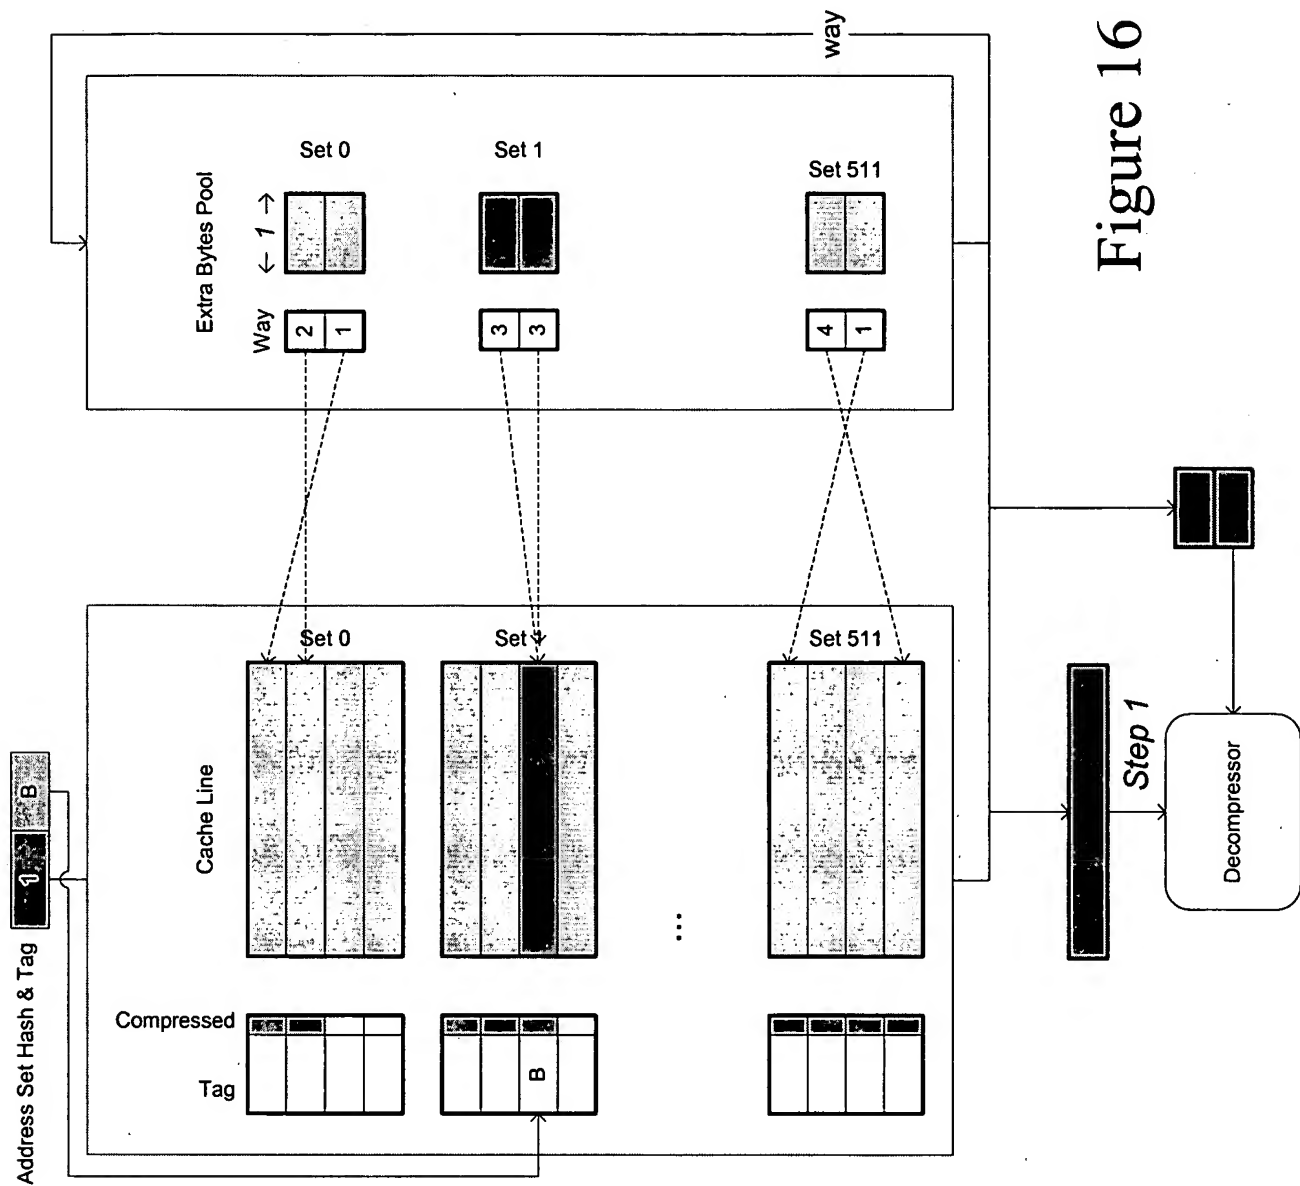 Address Set Hash & Tag
1 B
Tag
Compressed
Cache Line
Set 0
B
Set 1
...
Set 511
Extra Bytes Pool
Way
← 1 →
2
1
Set 0
3
3
Set 1
4
1
Set 511
way
Step 1
Decompressor
Figure 16